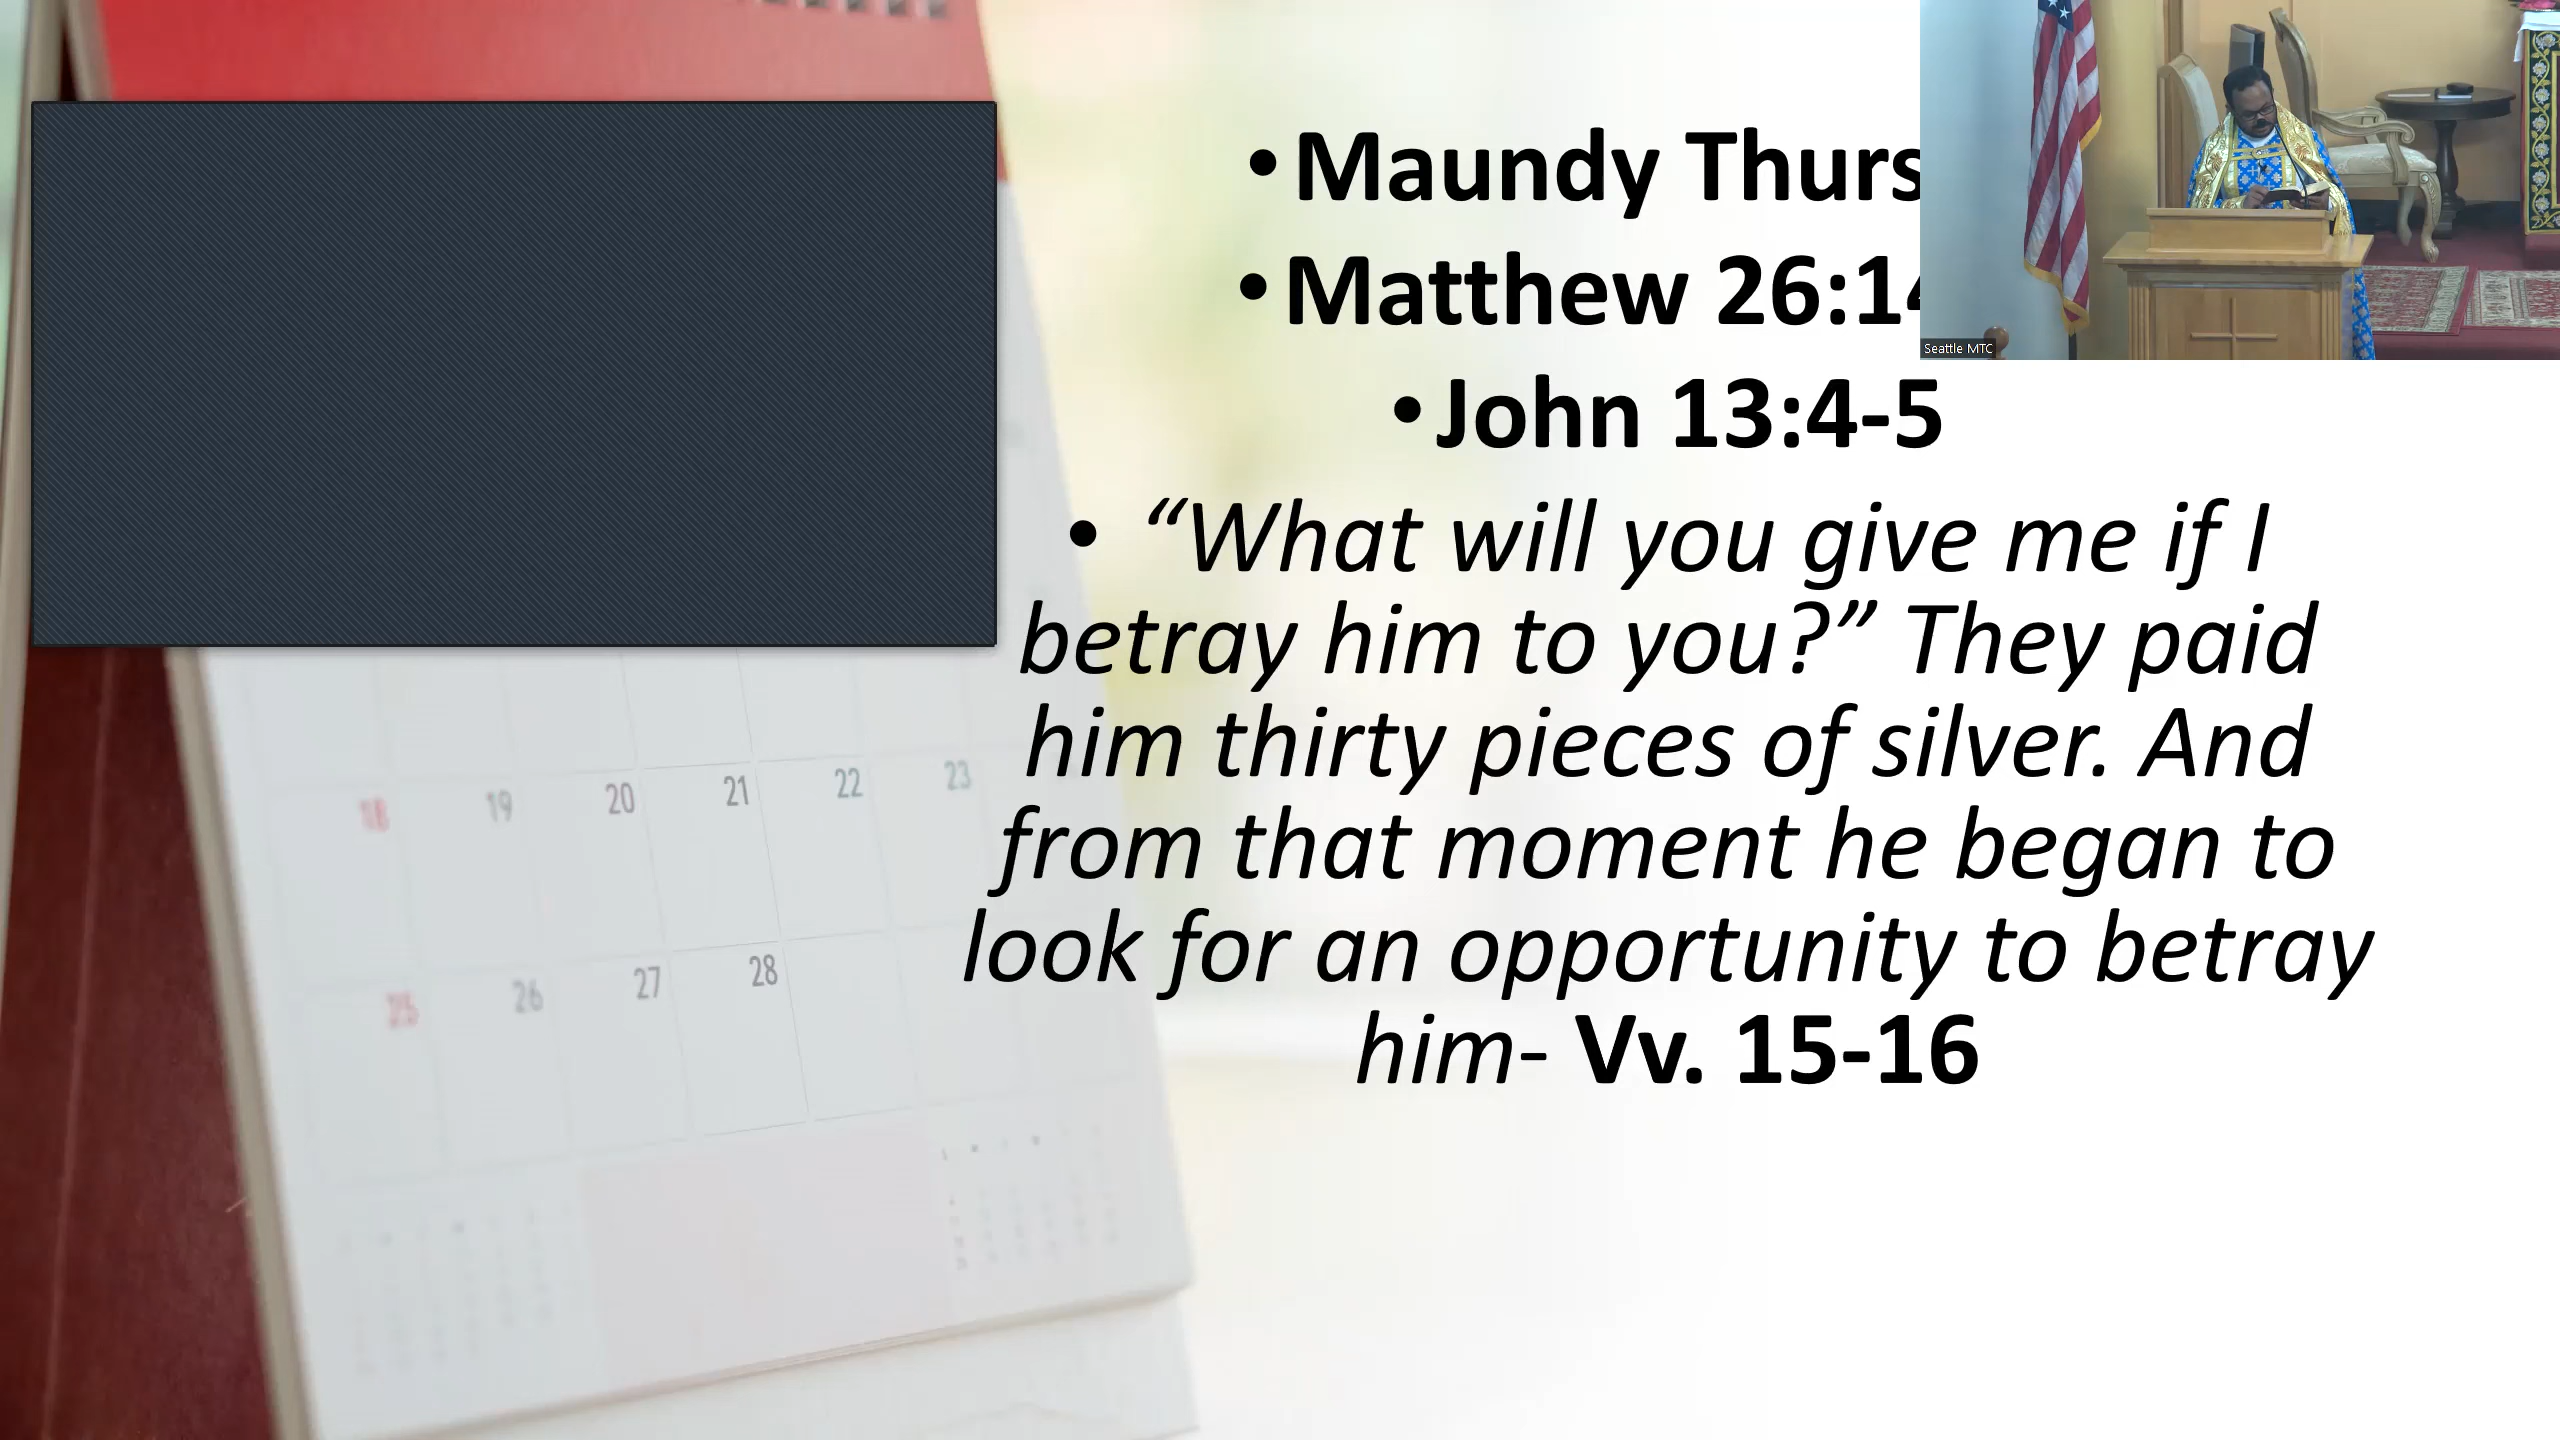 • Maundy Thurs
• Matthew 26:14
Seattle MTC
• John 13:4-5
• “What will you give me if I
betray him to you?” They paid
him thirty pieces of silver. And
from that moment he began to
look for an opportunity to betray
him- Vv. 15-16
18 19 20 21 22 23
25 26 27 28